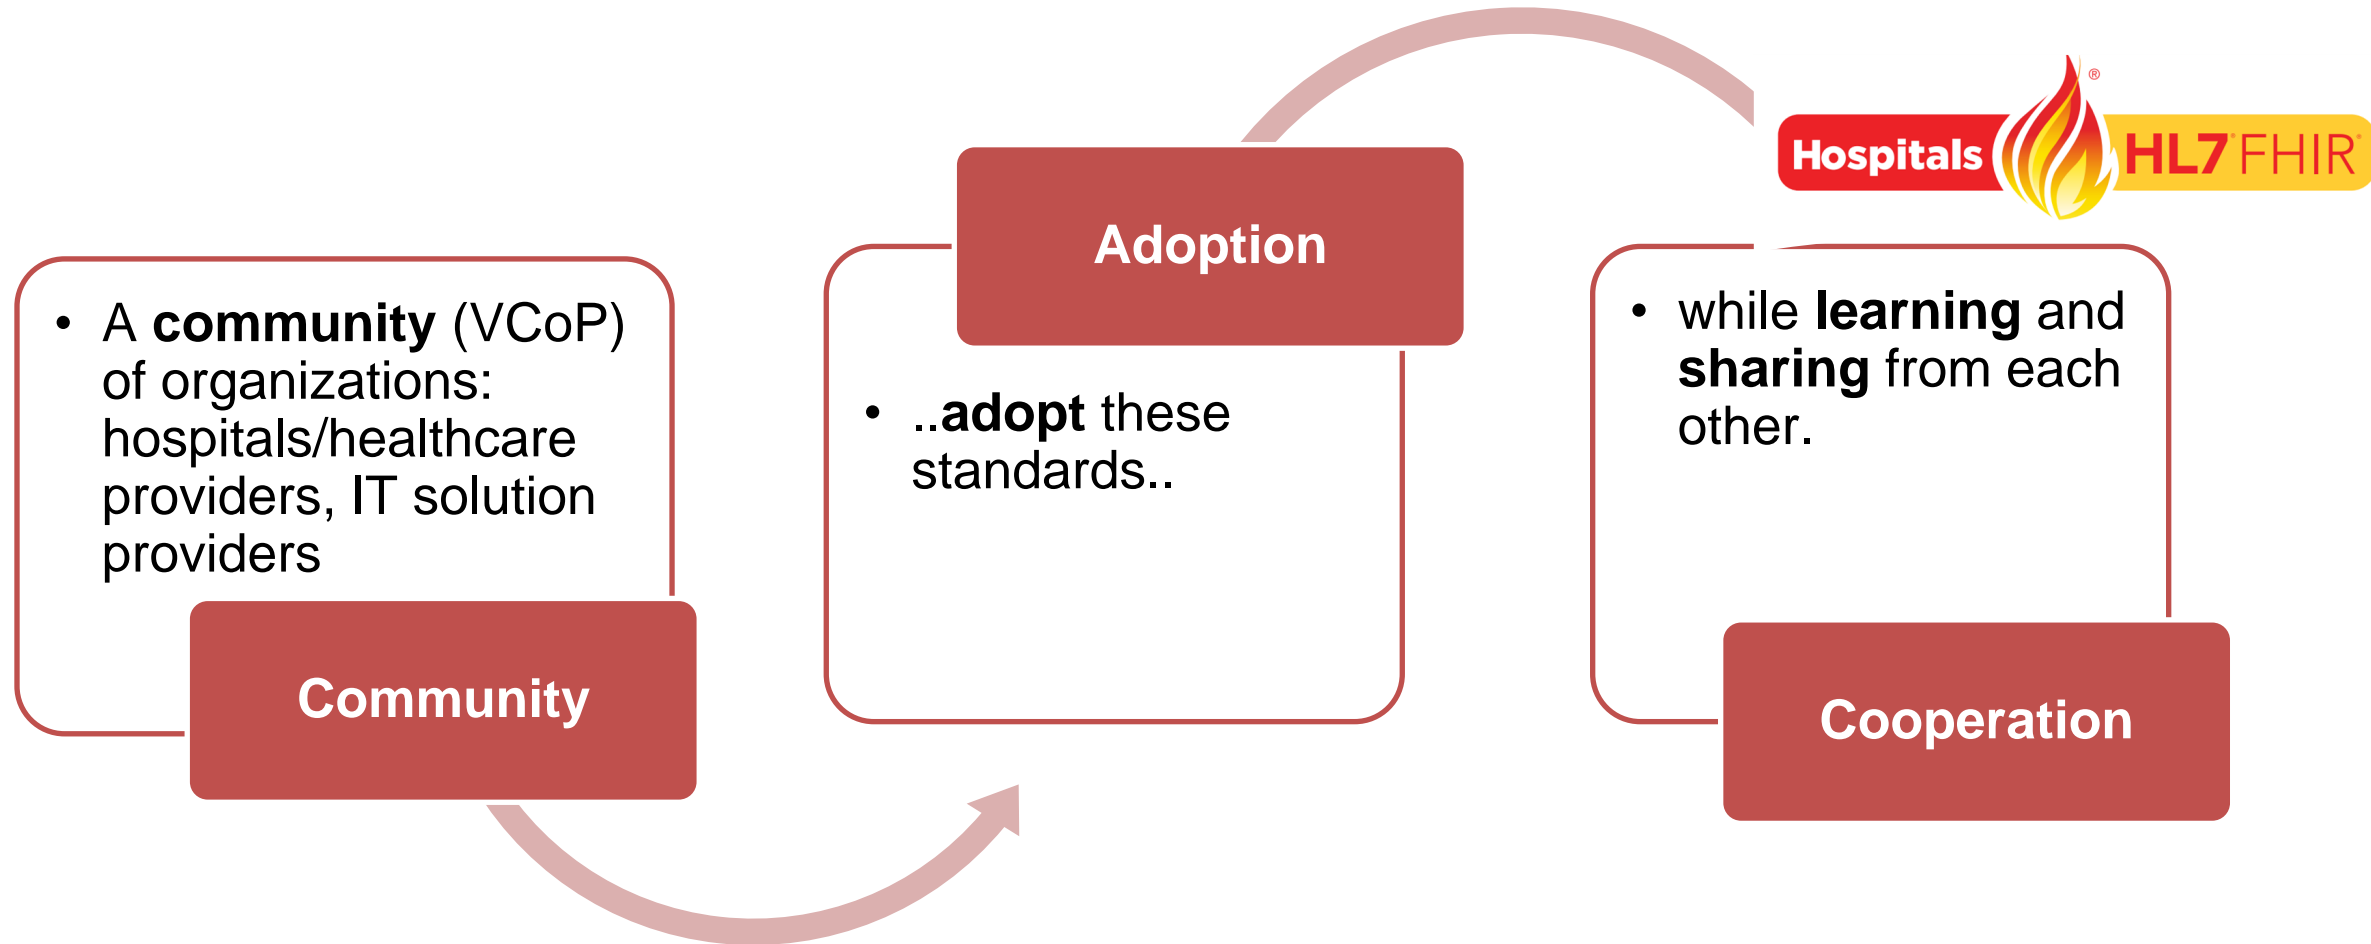 Hospitals
HL7 FHIR
®
• A community (VCoP)
of organizations:
hospitals/healthcare
providers, IT solution
providers
Community
Adoption
• ..adopt these
standards..
• while learning and
sharing from each
other.
Cooperation